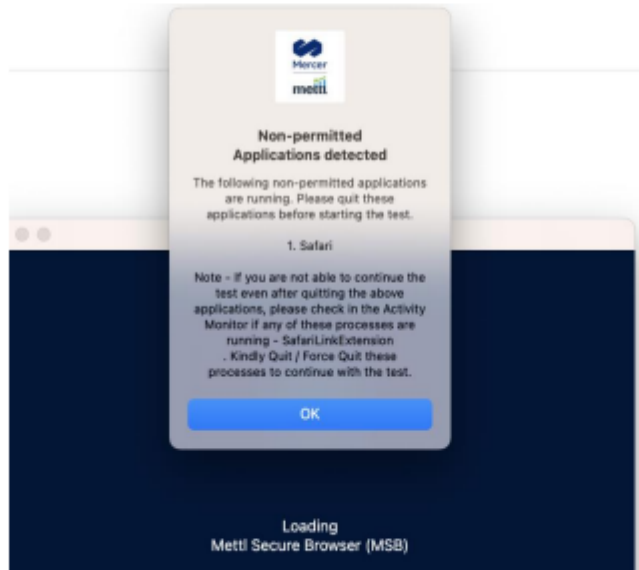 Mercer
mettl
Non-permitted
Applications detected
The following non-permitted applications
are running. Please quit these
applications before starting the test.
1. Safari
Note - If you are not able to continue the
test even after quitting the above
applications, please check in the Activity
Monitor if any of these processes are
running - SafariLinkExtension
. Kindly Quit / Force Quit these
processes to continue with the test.
OK
Loading
Mettl Secure Browser (MSB)